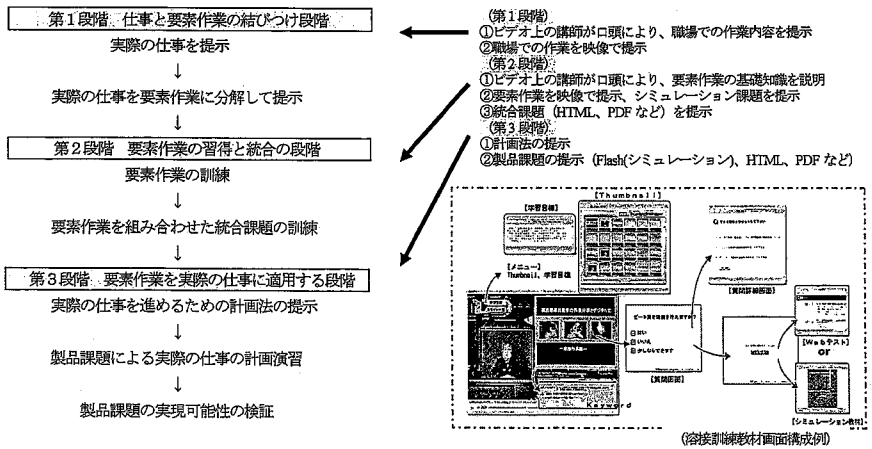 第1段階 仕事と要素作業の結びつけ段階
実際の仕事を提示
↓
実際の仕事を要素作業に分解して提示
↓
第2段階 要素作業の習得と統合の段階
要素作業の訓練
↓
要素作業を組み合わせた統合課題の訓練
↓
第3段階 要素作業を実際の仕事に適用する段階
実際の仕事を進めるための計画法の提示
↓
製品課題による実際の仕事の計画演習
↓
製品課題の実現可能性の検証
(第1段階)
①ビデオ上の講師が口頭により、職場での作業内容を提示
②職場での作業を映像で提示
(第2段階)
①ビデオ上の講師が口頭により、要素作業の基礎知識を説明
②要素作業を映像で提示、シミュレーション課題を提示
③統合課題(HTML、PDFなど)を提示
(第3段階)
①計画法の提示
②製品課題の提示(Flash(シミュレーション)、HTML、PDFなど)
【Thumbnail】
【学習目標】
【メニュー】
Thumbnail、学習目標
【質問詳細画面】
はい
いいえ
【質問画面】
【Webテスト】
or
【シミュレーション教材】
Keyword
(溶接訓練教材画面構成例)